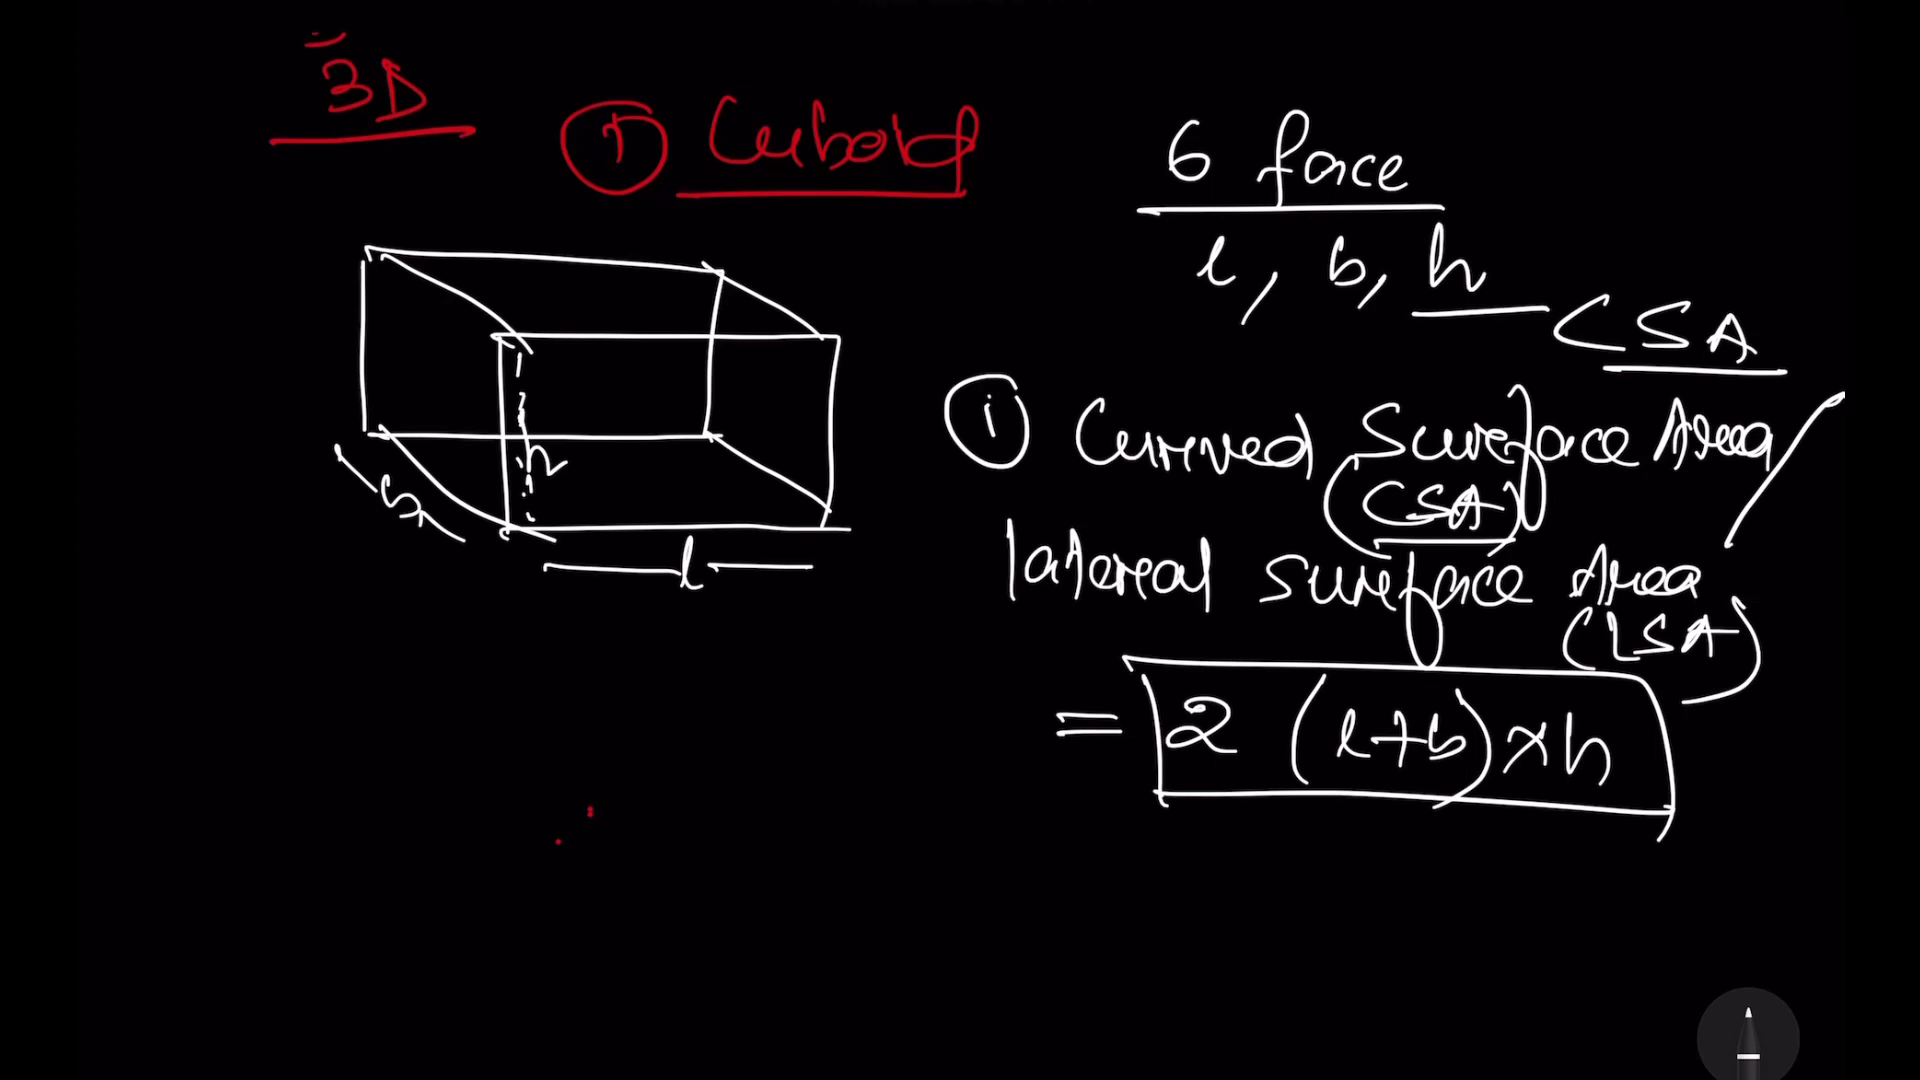 3D
① Cuboid
6 face
l, b, h
CSA
h
b
l
① Curved Surface Area/
(CSA)
lateral surface Area
(LSA)
= 2 (l+b)×h